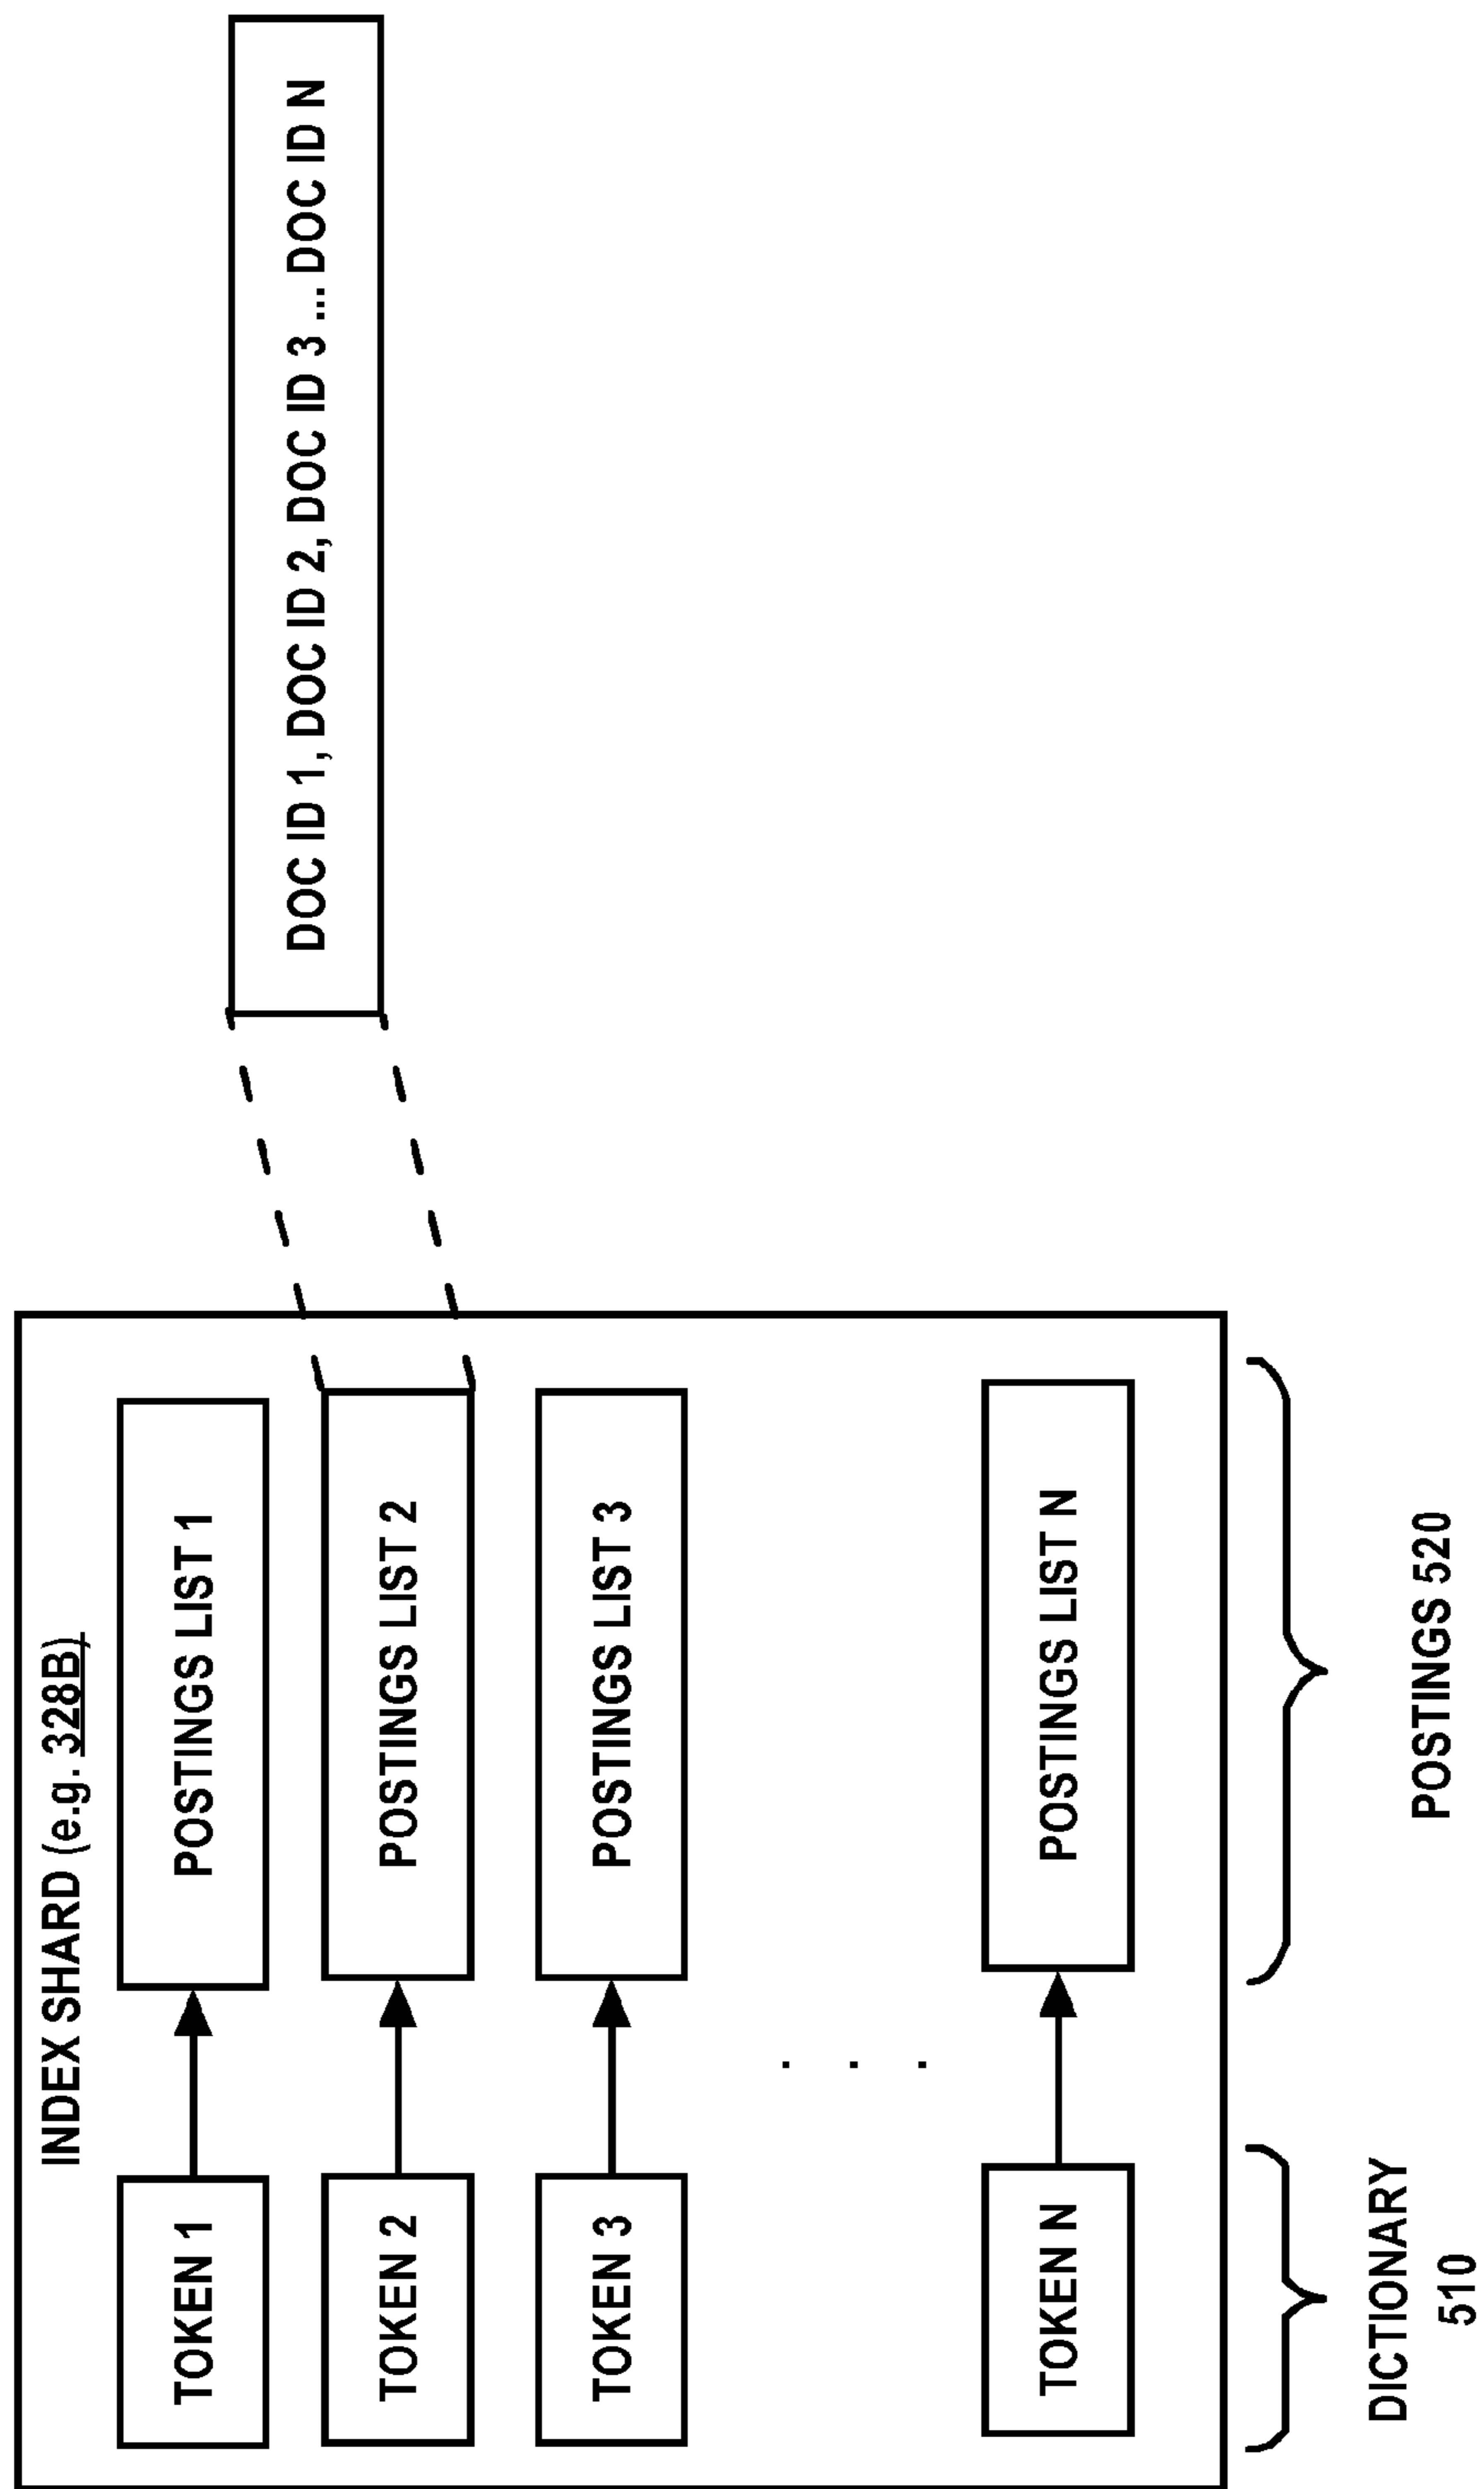 INDEX SHARD (e.g. 328B)
TOKEN 1
POSTINGS LIST 1
TOKEN 2
POSTINGS LIST 2
DOC ID 1, DOC ID 2, DOC ID 3 ... DOC ID N
TOKEN 3
POSTINGS LIST 3
. . .
TOKEN N
POSTINGS LIST N
DICTIONARY
510
POSTINGS 520